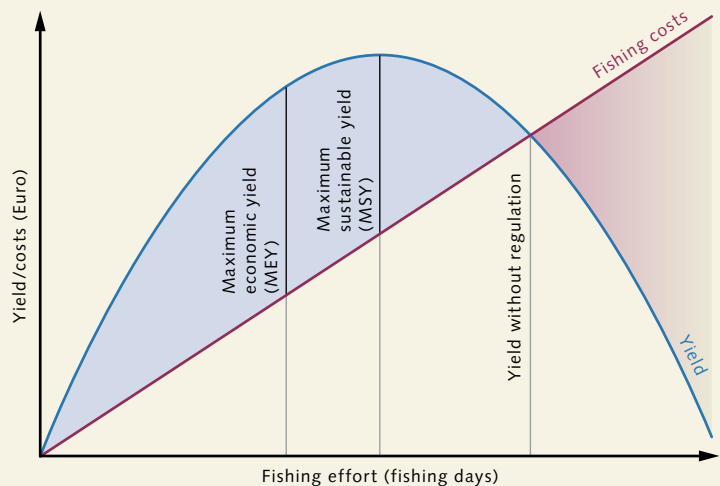 Fishing costs
Yield/costs (Euro)
Maximum
economic yield
(MEY)
Maximum
sustainable yield
(MSY)
Yield without regulation
Yield
Fishing effort (fishing days)